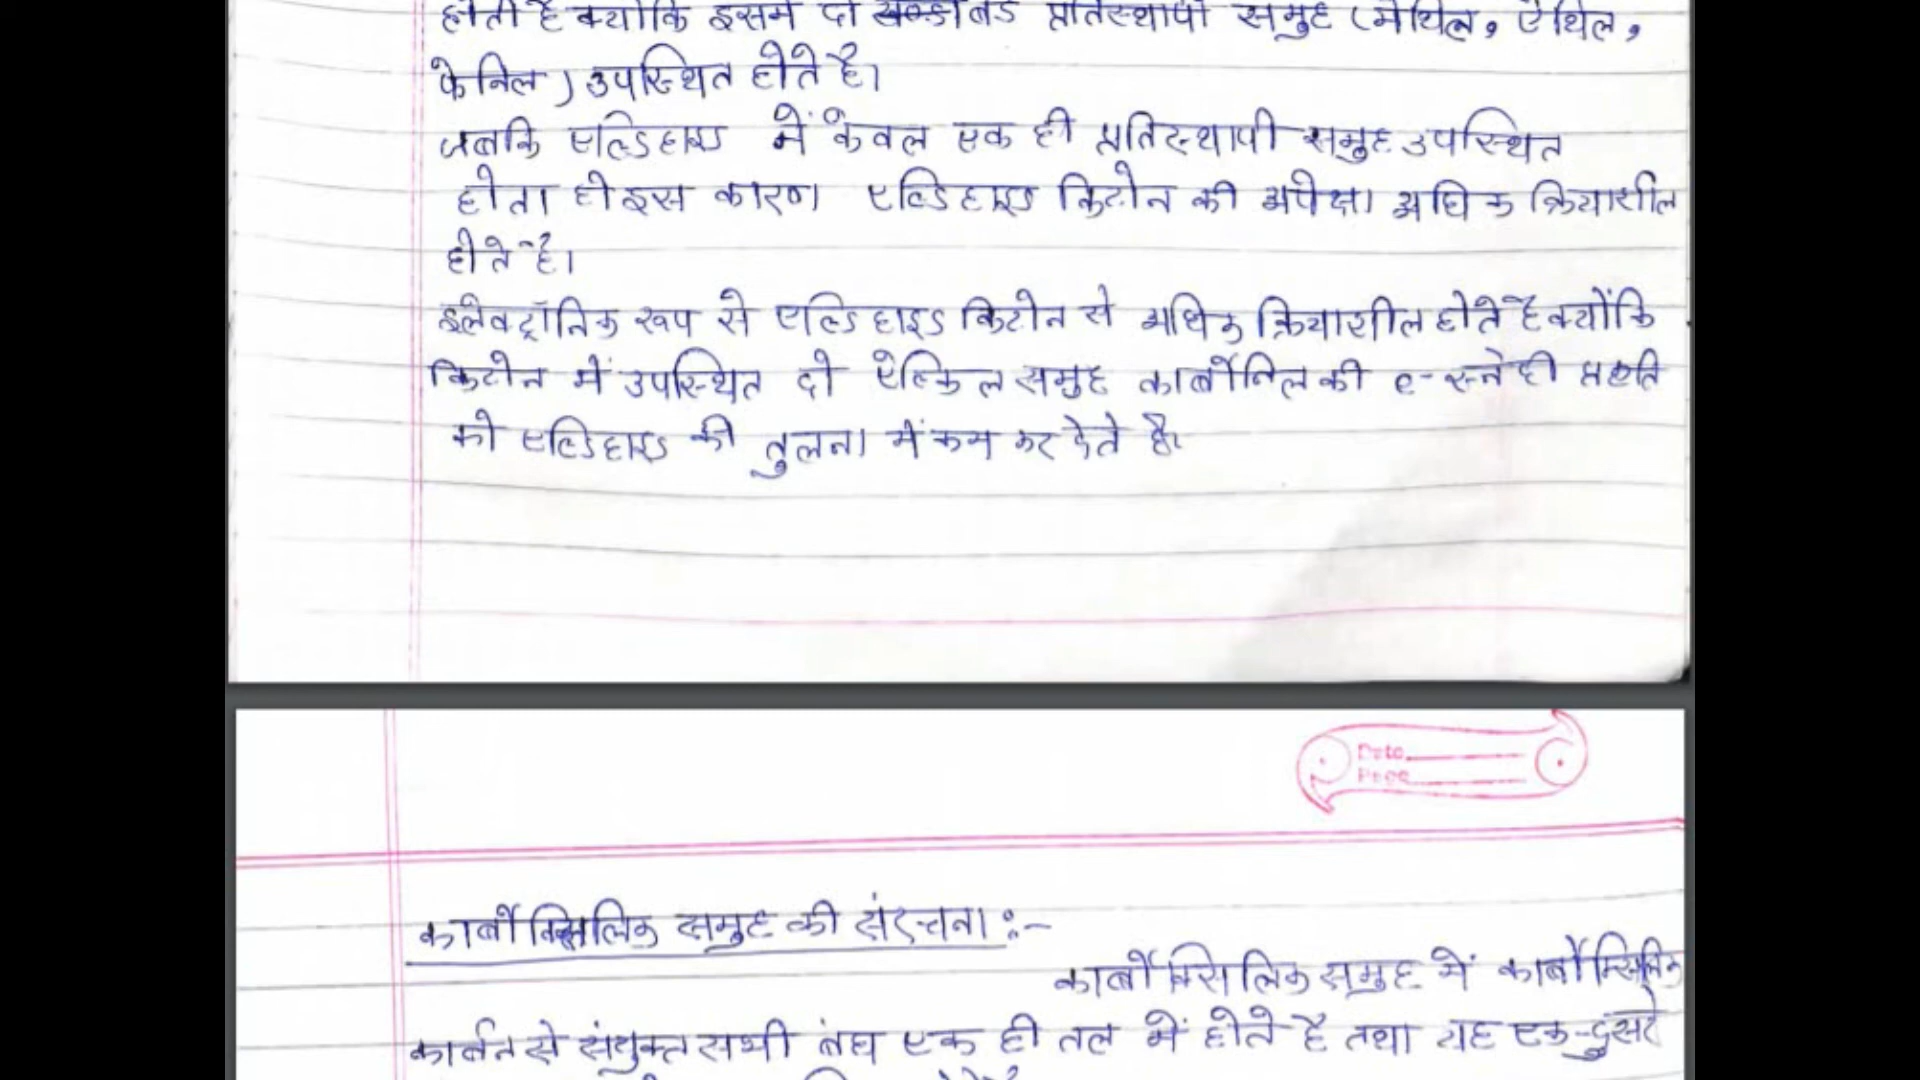 होती है क्योकि इसमे दो प्रतिस्थापी समुह (मेथिल, ऐथिल,
फेनिल) उपस्थित होते है।
जबकि एल्डिहाइड में केवल एक ही प्रतिस्थापी समुह उपस्थित
होता है इस कारण एल्डिहाइड किटोन की अपेक्षा अधिक क्रियाशील
होते है।
इलेक्ट्रॉनिक रूप से एल्डिहाइड किटोन से अधिक क्रियाशील होते है क्योंकि
किटोन में उपस्थित दो ऐल्किल समुह कार्बोनिल की e- स्नेही प्रकृति
को एल्डिहाइड की तुलना में कम कर देते है।
Date
Page
कार्बोक्सिलिक समुह की संरचना :-
कार्बोक्सिलिक समुह में कार्बोक्सिलिक
कार्बन से संयुक्त सभी बंध एक ही तल में होते है तथा यह एक-दुसरे